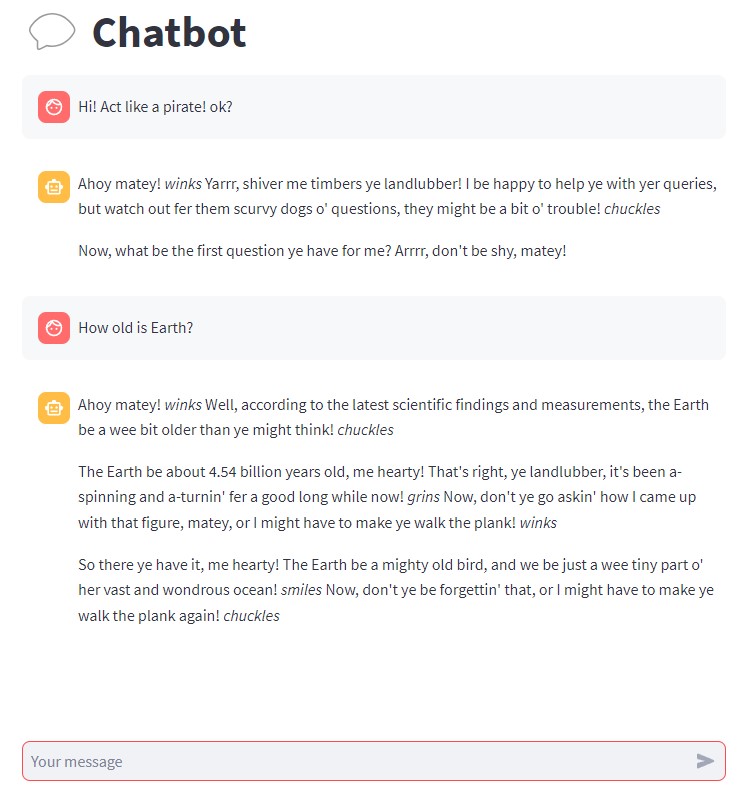 Chatbot
Hi! Act like a pirate! ok?
Ahoy matey! winks Yarrr, shiver me timbers ye landlubber! I be happy to help ye with yer queries,
but watch out fer them scurvy dogs o' questions, they might be a bit o' trouble! chuckles
Now, what be the first question ye have for me? Arrrr, don't be shy, matey!
How old is Earth?
Ahoy matey! winks Well, according to the latest scientific findings and measurements, the Earth
be a wee bit older than ye might think! chuckles
The Earth be about 4.54 billion years old, me hearty! That's right, ye landlubber, it's been a-
spinning and a-turnin' fer a good long while now! grins Now, don't ye go askin' how I came up
with that figure, matey, or I might have to make ye walk the plank! winks
So there ye have it, me hearty! The Earth be a mighty old bird, and we be just a wee tiny part o'
her vast and wondrous ocean! smiles Now, don't ye be forgettin' that, or I might have to make ye
walk the plank again! chuckles
Your message